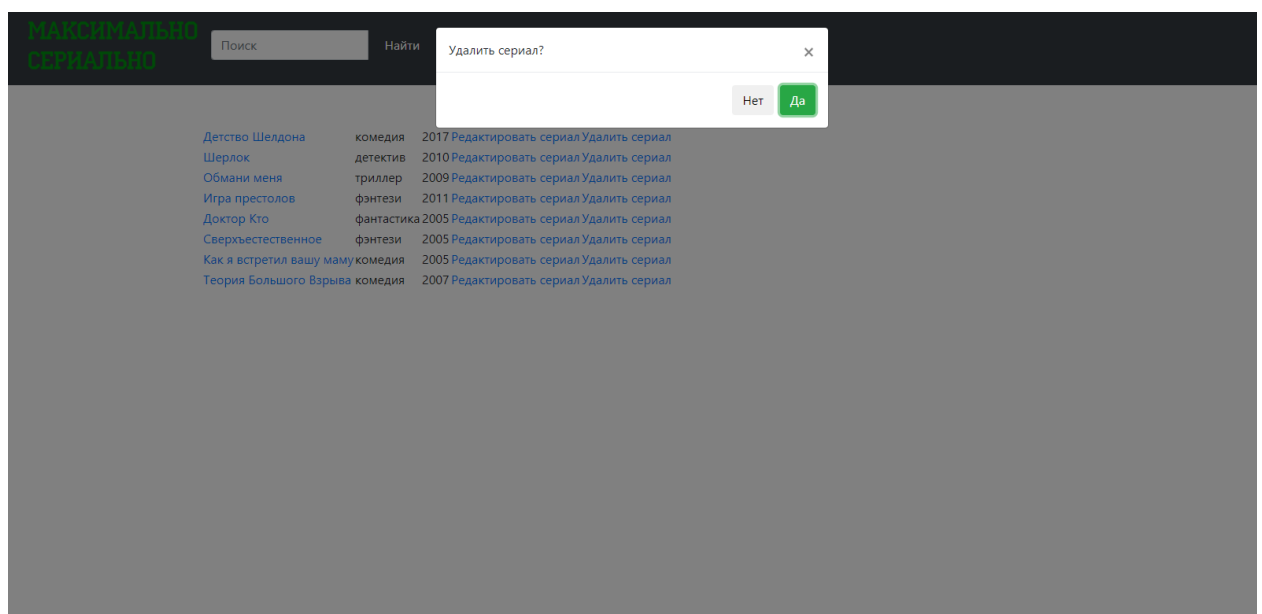 МАКСИМАЛЬНО
СЕРИАЛЬНО
Поиск
Найти
Удалить сериал?
×
Нет Да
Детство Шелдона комедия 2017 Редактировать сериал Удалить сериал
Шерлок детектив 2010 Редактировать сериал Удалить сериал
Обмани меня триллер 2009 Редактировать сериал Удалить сериал
Игра престолов фэнтези 2011 Редактировать сериал Удалить сериал
Доктор Кто фантастика 2005 Редактировать сериал Удалить сериал
Сверхъестественное фэнтези 2005 Редактировать сериал Удалить сериал
Как я встретил вашу маму комедия 2005 Редактировать сериал Удалить сериал
Теория Большого Взрыва комедия 2007 Редактировать сериал Удалить сериал